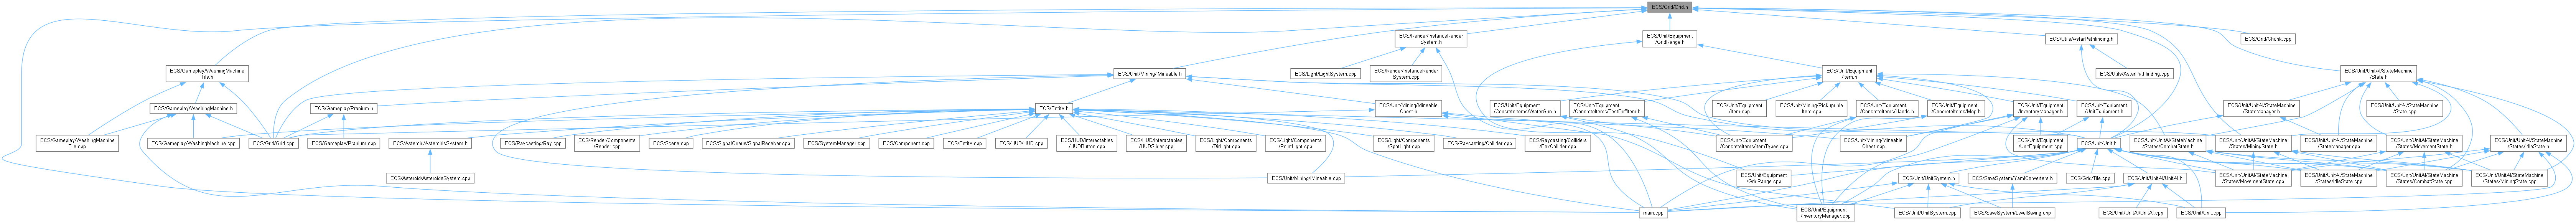 ECS/Grid/Grid.h
ECS/Render/InstanceRender
System.h
ECS/Unit/Equipment
/GridRange.h
ECS/Utils/AstarPathfinding.h
ECS/Grid/Chunk.cpp
ECS/Gameplay/WashingMachine
Tile.h
ECS/Unit/Mining/IMineable.h
ECS/Light/LightSystem.cpp
ECS/Render/InstanceRender
System.cpp
ECS/Unit/Equipment
/Item.h
ECS/Utils/AstarPathfinding.cpp
ECS/Unit/UnitAI/StateMachine
/State.h
ECS/Gameplay/WashingMachine.h
ECS/Gameplay/Pranium.h
ECS/Entity.h
ECS/Unit/Mining/Mineable
Chest.h
ECS/Unit/Equipment
/ConcreteItems/WaterGun.h
ECS/Unit/Equipment
/ConcreteItems/TestBuffItem.h
ECS/Unit/Equipment
/Item.cpp
ECS/Unit/Mining/Pickupable
Item.cpp
ECS/Unit/Equipment
/ConcreteItems/Hands.h
ECS/Unit/Equipment
/ConcreteItems/Mop.h
ECS/Unit/Equipment
/InventoryManager.h
ECS/Unit/Equipment
/UnitEquipment.h
ECS/Unit/UnitAI/StateMachine
/StateManager.h
ECS/Unit/UnitAI/StateMachine
/State.cpp
ECS/Gameplay/WashingMachine
Tile.cpp
ECS/Gameplay/WashingMachine.cpp
ECS/Grid/Grid.cpp
ECS/Gameplay/Pranium.cpp
ECS/Asteroid/AsteroidsSystem.h
ECS/Raycasting/Ray.cpp
ECS/Render/Components
/Render.cpp
ECS/Scene.cpp
ECS/SignalQueue/SignalReceiver.cpp
ECS/SystemManager.cpp
ECS/Component.cpp
ECS/Entity.cpp
ECS/HUD/HUD.cpp
ECS/HUD/Interactables
/HUDButton.cpp
ECS/HUD/Interactables
/HUDSlider.cpp
ECS/Light/Components
/DirLight.cpp
ECS/Light/Components
/PointLight.cpp
ECS/Light/Components
/SpotLight.cpp
ECS/Raycasting/Collider.cpp
ECS/Raycasting/Colliders
/BoxCollider.cpp
ECS/Unit/Equipment
/ConcreteItems/ItemTypes.cpp
ECS/Unit/Mining/Mineable
Chest.cpp
ECS/Unit/Unit.h
ECS/Unit/Equipment
/UnitEquipment.cpp
ECS/Unit/UnitAI/StateMachine
/States/CombatState.h
ECS/Unit/UnitAI/StateMachine
/States/MiningState.h
ECS/Unit/UnitAI/StateMachine
/StateManager.cpp
ECS/Unit/UnitAI/StateMachine
/States/MovementState.h
ECS/Unit/UnitAI/StateMachine
/States/IdleState.h
ECS/Asteroid/AsteroidsSystem.cpp
ECS/Unit/Mining/IMineable.cpp
ECS/Unit/Equipment
/GridRange.cpp
ECS/Unit/UnitSystem.h
ECS/SaveSystem/YamlConverters.h
ECS/Grid/Tile.cpp
ECS/Unit/UnitAI/UnitAI.h
ECS/Unit/UnitAI/StateMachine
/States/MovementState.cpp
ECS/Unit/UnitAI/StateMachine
/States/IdleState.cpp
ECS/Unit/UnitAI/StateMachine
/States/CombatState.cpp
ECS/Unit/UnitAI/StateMachine
/States/MiningState.cpp
main.cpp
ECS/Unit/Equipment
/InventoryManager.cpp
ECS/Unit/UnitSystem.cpp
ECS/SaveSystem/LevelSaving.cpp
ECS/Unit/UnitAI/UnitAI.cpp
ECS/Unit/Unit.cpp